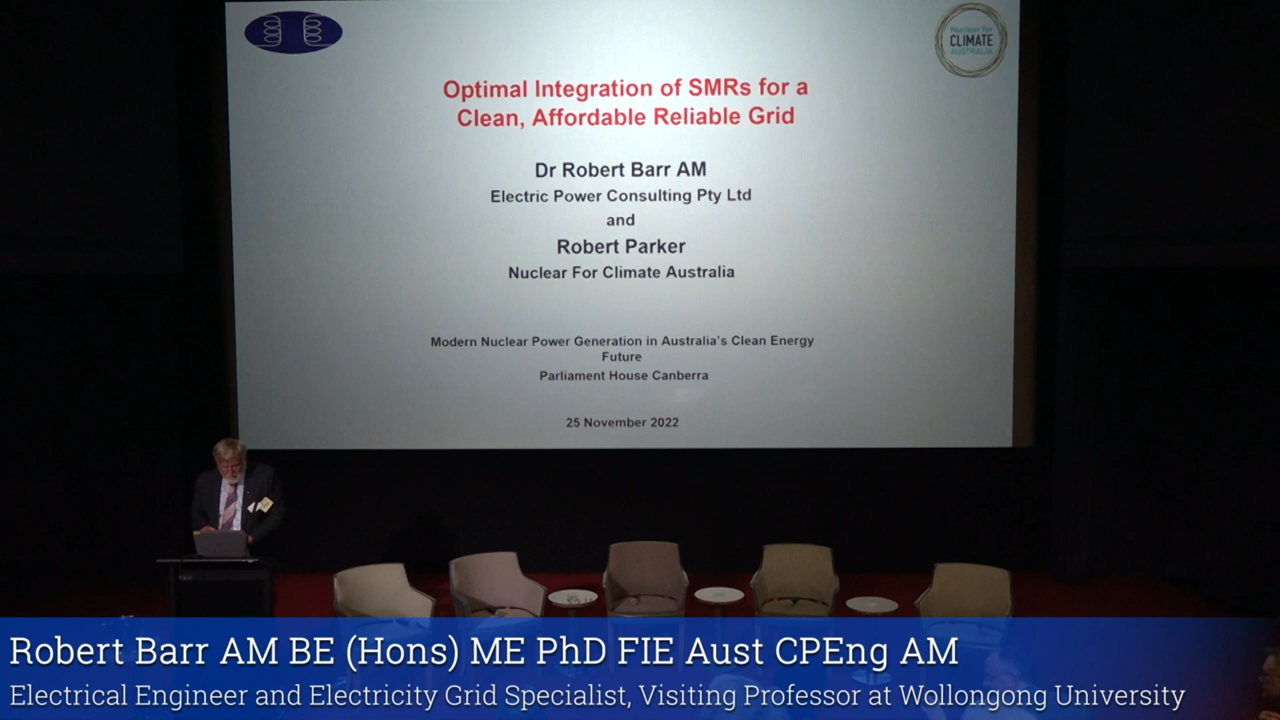 Nuclear for
CLIMATE
AUSTRALIA
Optimal Integration of SMRs for a
Clean, Affordable Reliable Grid
Dr Robert Barr AM
Electric Power Consulting Pty Ltd
and
Robert Parker
Nuclear For Climate Australia
Modern Nuclear Power Generation in Australia's Clean Energy
Future
Parliament House Canberra
25 November 2022
Robert Barr AM BE (Hons) ME PhD FIE Aust CPEng AM
Electrical Engineer and Electricity Grid Specialist, Visiting Professor at Wollongong University